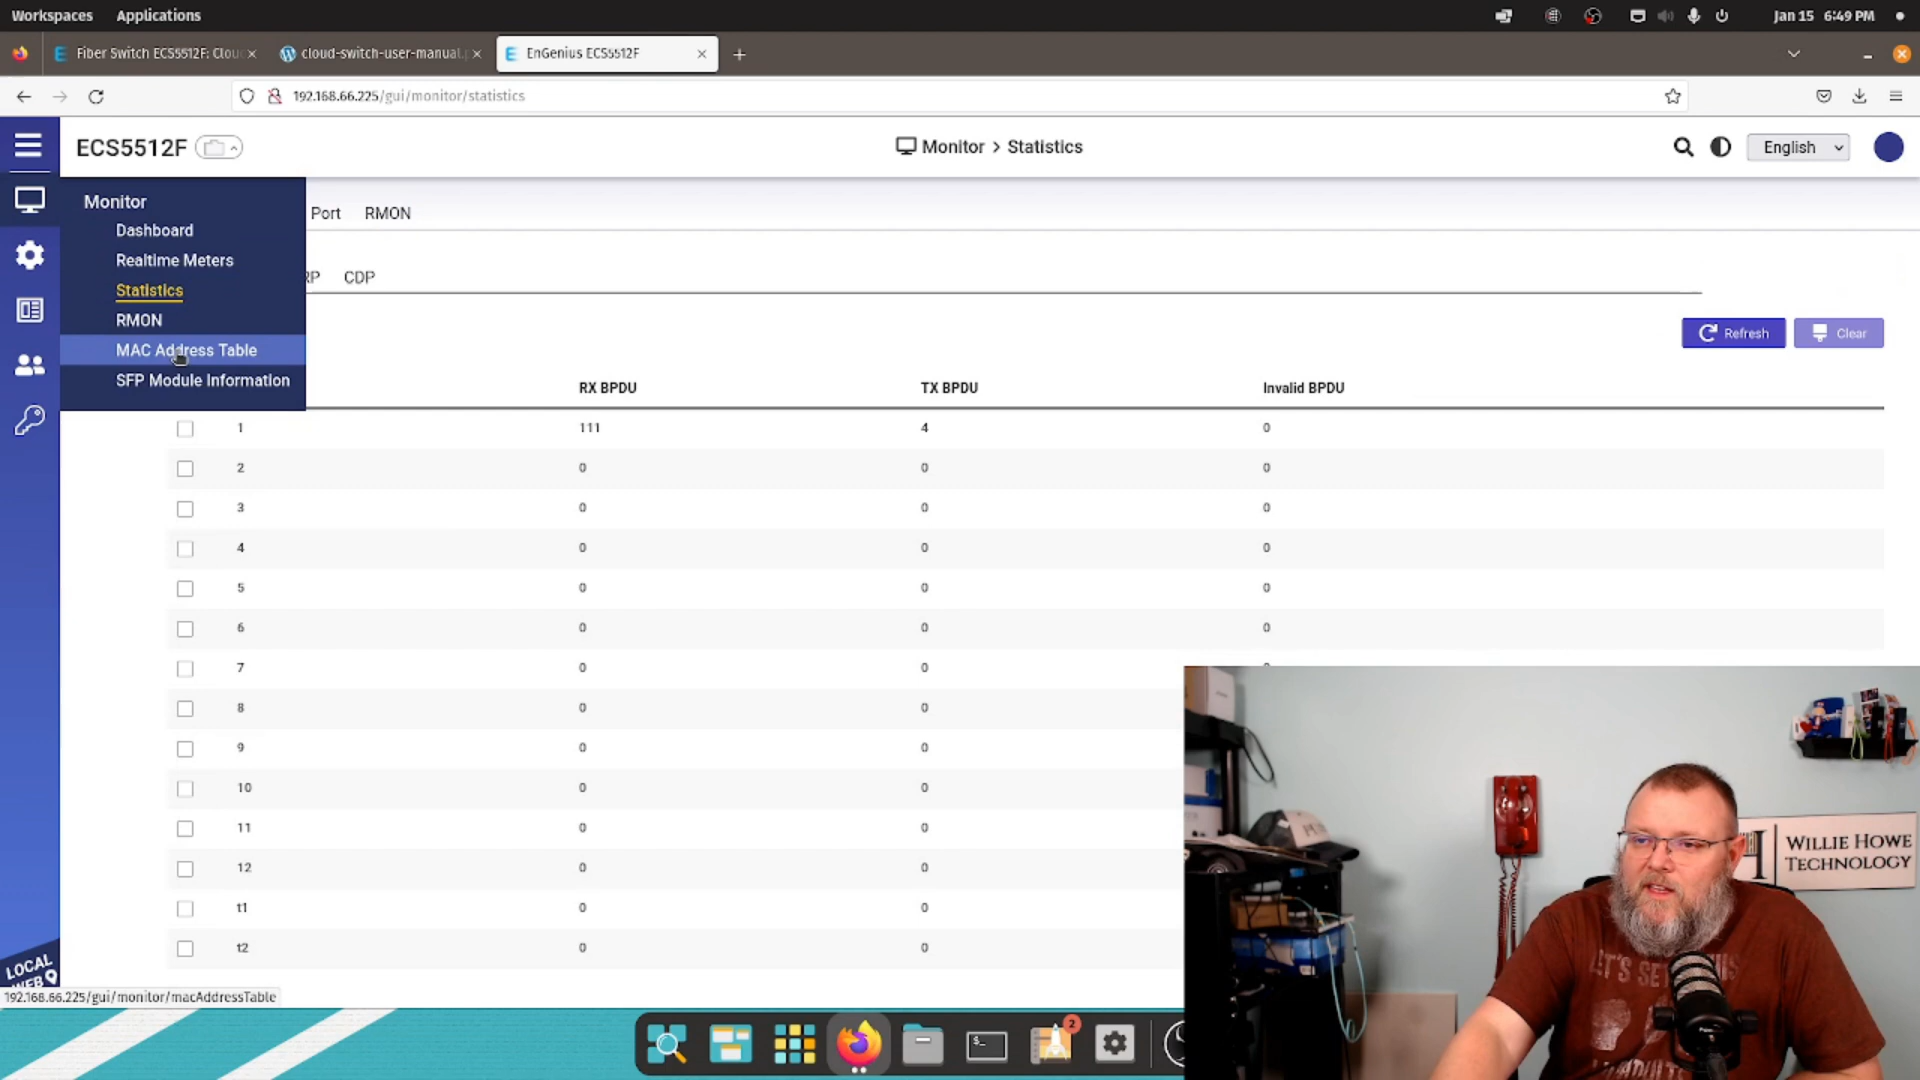 Workspaces Applications Jan 15 6:49 PM
Fiber Switch ECS5512F: Clou cloud-switch-user-manual.p EnGenius ECS5512F
192.168.66.225/gui/monitor/statistics
ECS5512F Monitor > Statistics English
Monitor
Port RMON
Dashboard
Realtime Meters
RP CDP
Statistics
RMON
Refresh Clear
MAC Address Table
SFP Module Information
RX BPDU TX BPDU Invalid BPDU
1 111 4 0
2 0 0 0
3 0 0 0
4 0 0 0
5 0 0 0
6 0 0 0
7 0 0
8 0 0
9 0 0
10 0 0
11 0 0
12 0 0
t1 0 0
t2 0 0
WILLIE HOWE
TECHNOLOGY
LOCAL
WEB
192.168.66.225/gui/monitor/macAddressTable
2